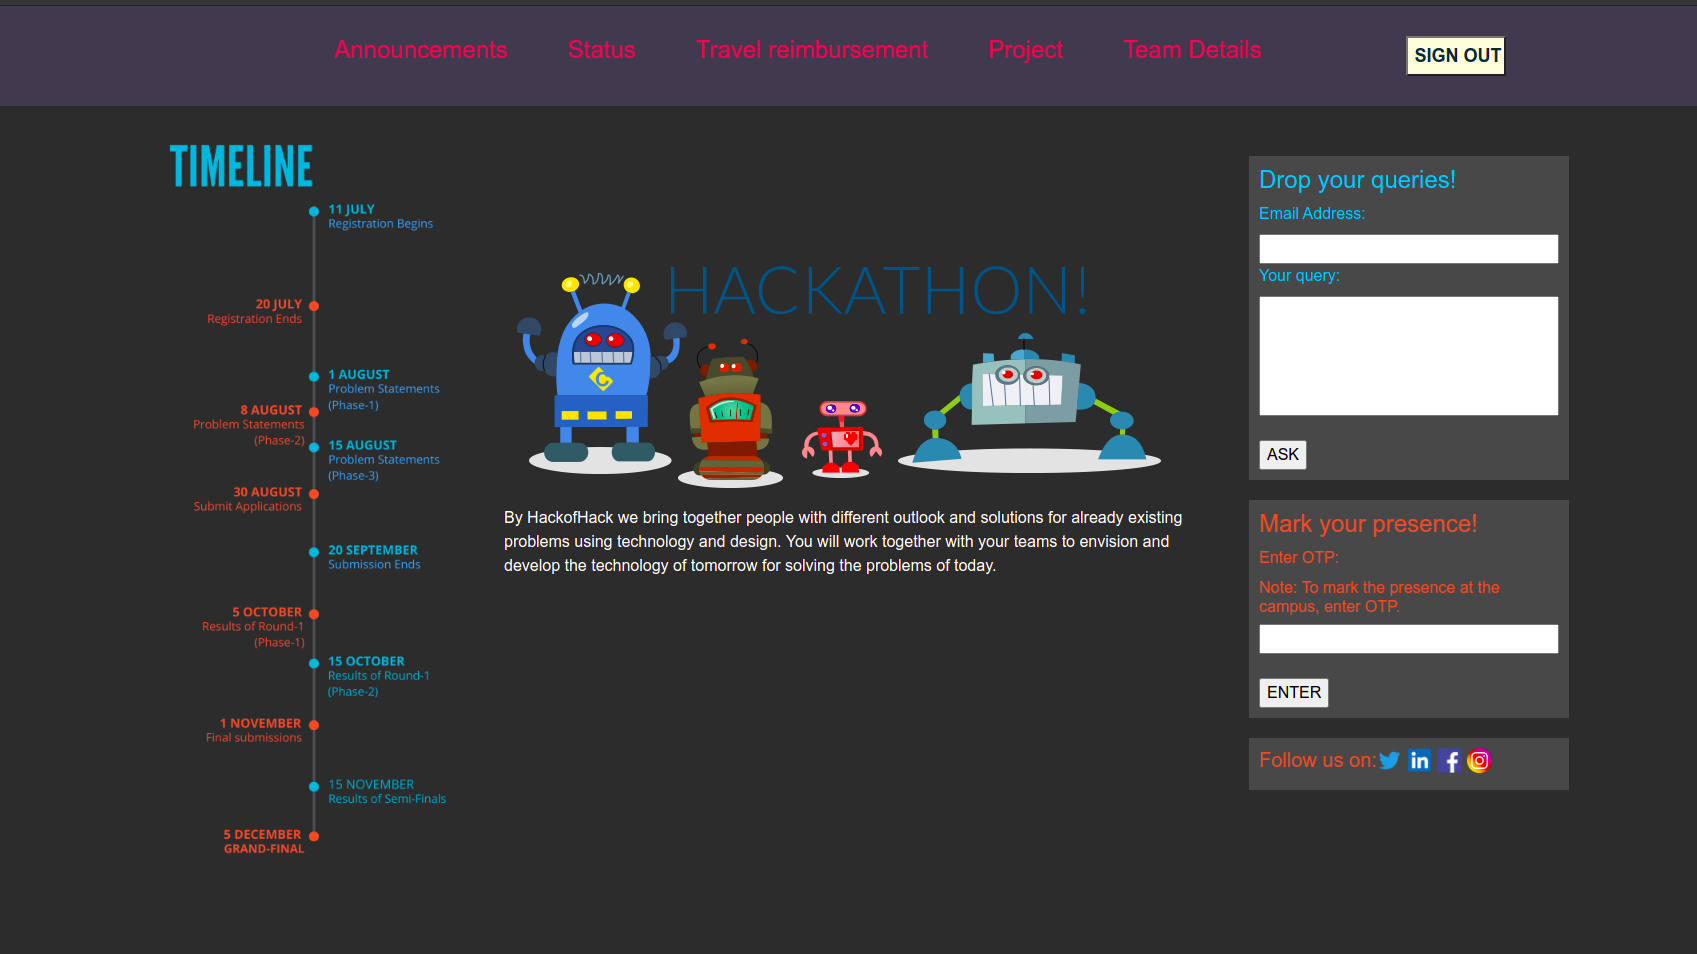 Announcements
Status
Travel reimbursement
Project
Team Details
SIGN OUT
TIMELINE
11 JULY
Registration Begins
20 JULY
Registration Ends
1 AUGUST
Problem Statements
(Phase-1)
8 AUGUST
Problem Statements
(Phase-2)
15 AUGUST
Problem Statements
(Phase-3)
30 AUGUST
Submit Applications
20 SEPTEMBER
Submission Ends
5 OCTOBER
Results of Round-1
(Phase-1)
15 OCTOBER
Results of Round-1
(Phase-2)
1 NOVEMBER
Final submissions
15 NOVEMBER
Results of Semi-Finals
5 DECEMBER
GRAND-FINAL
HACKATHON!
C
By HackofHack we bring together people with different outlook and solutions for already existing
problems using technology and design. You will work together with your teams to envision and
develop the technology of tomorrow for solving the problems of today.
Drop your queries!
Email Address:
Your query:
ASK
Mark your presence!
Enter OTP:
Note: To mark the presence at the
campus, enter OTP.
ENTER
Follow us on: